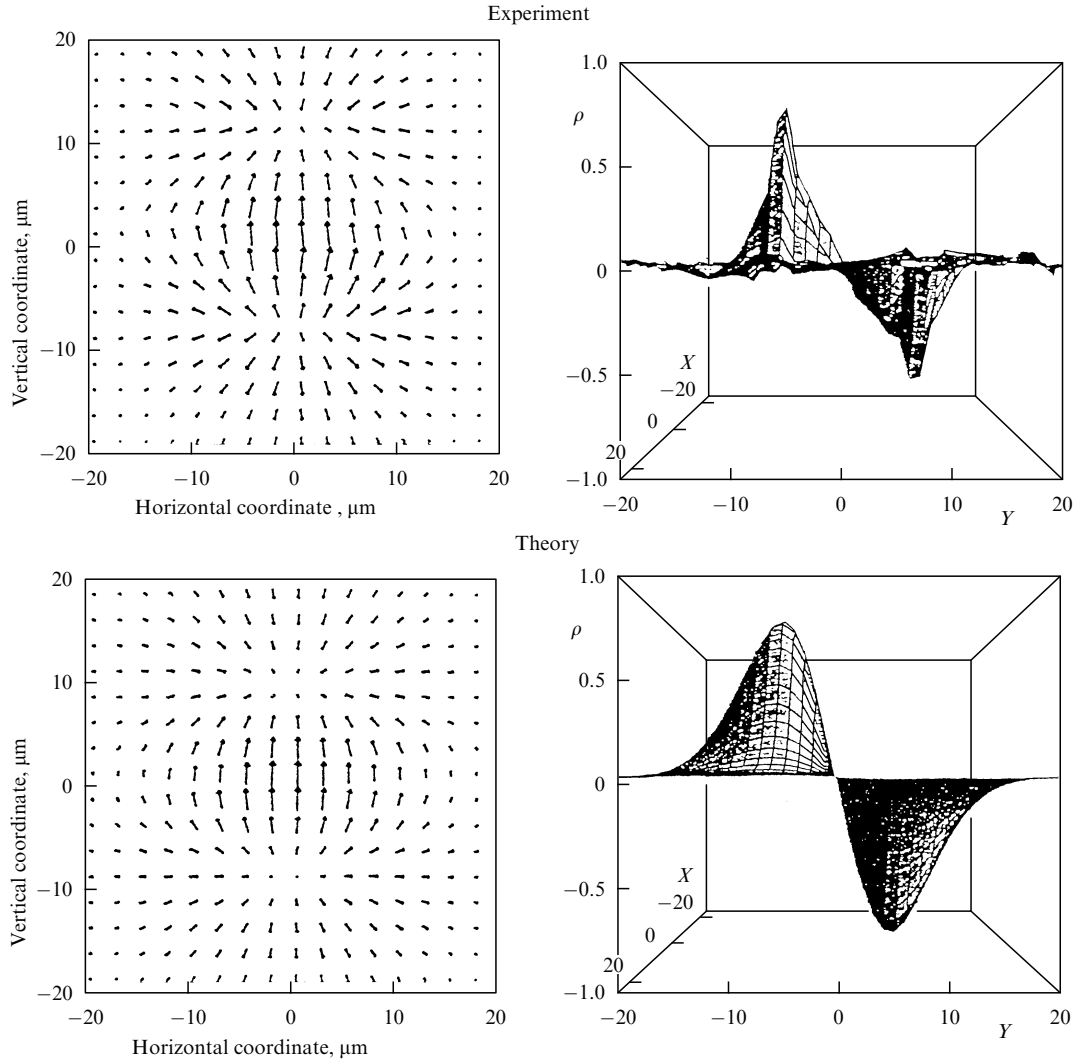 Experiment
20
10
0
−10
−20
Vertical coordinate, µm
−20 −10 0 10 20
Horizontal coordinate , µm
1.0
ρ
0.5
0
−0.5
−1.0
X
−20
0
20
−20 −10 0 10 20
Y
Theory
20
10
0
−10
−20
Vertical coordinate, µm
−20 −10 0 10 20
Horizontal coordinate, µm
1.0
ρ
0.5
0
−0.5
−1.0
X
−20
0
20
−20 −10 0 10 20
Y